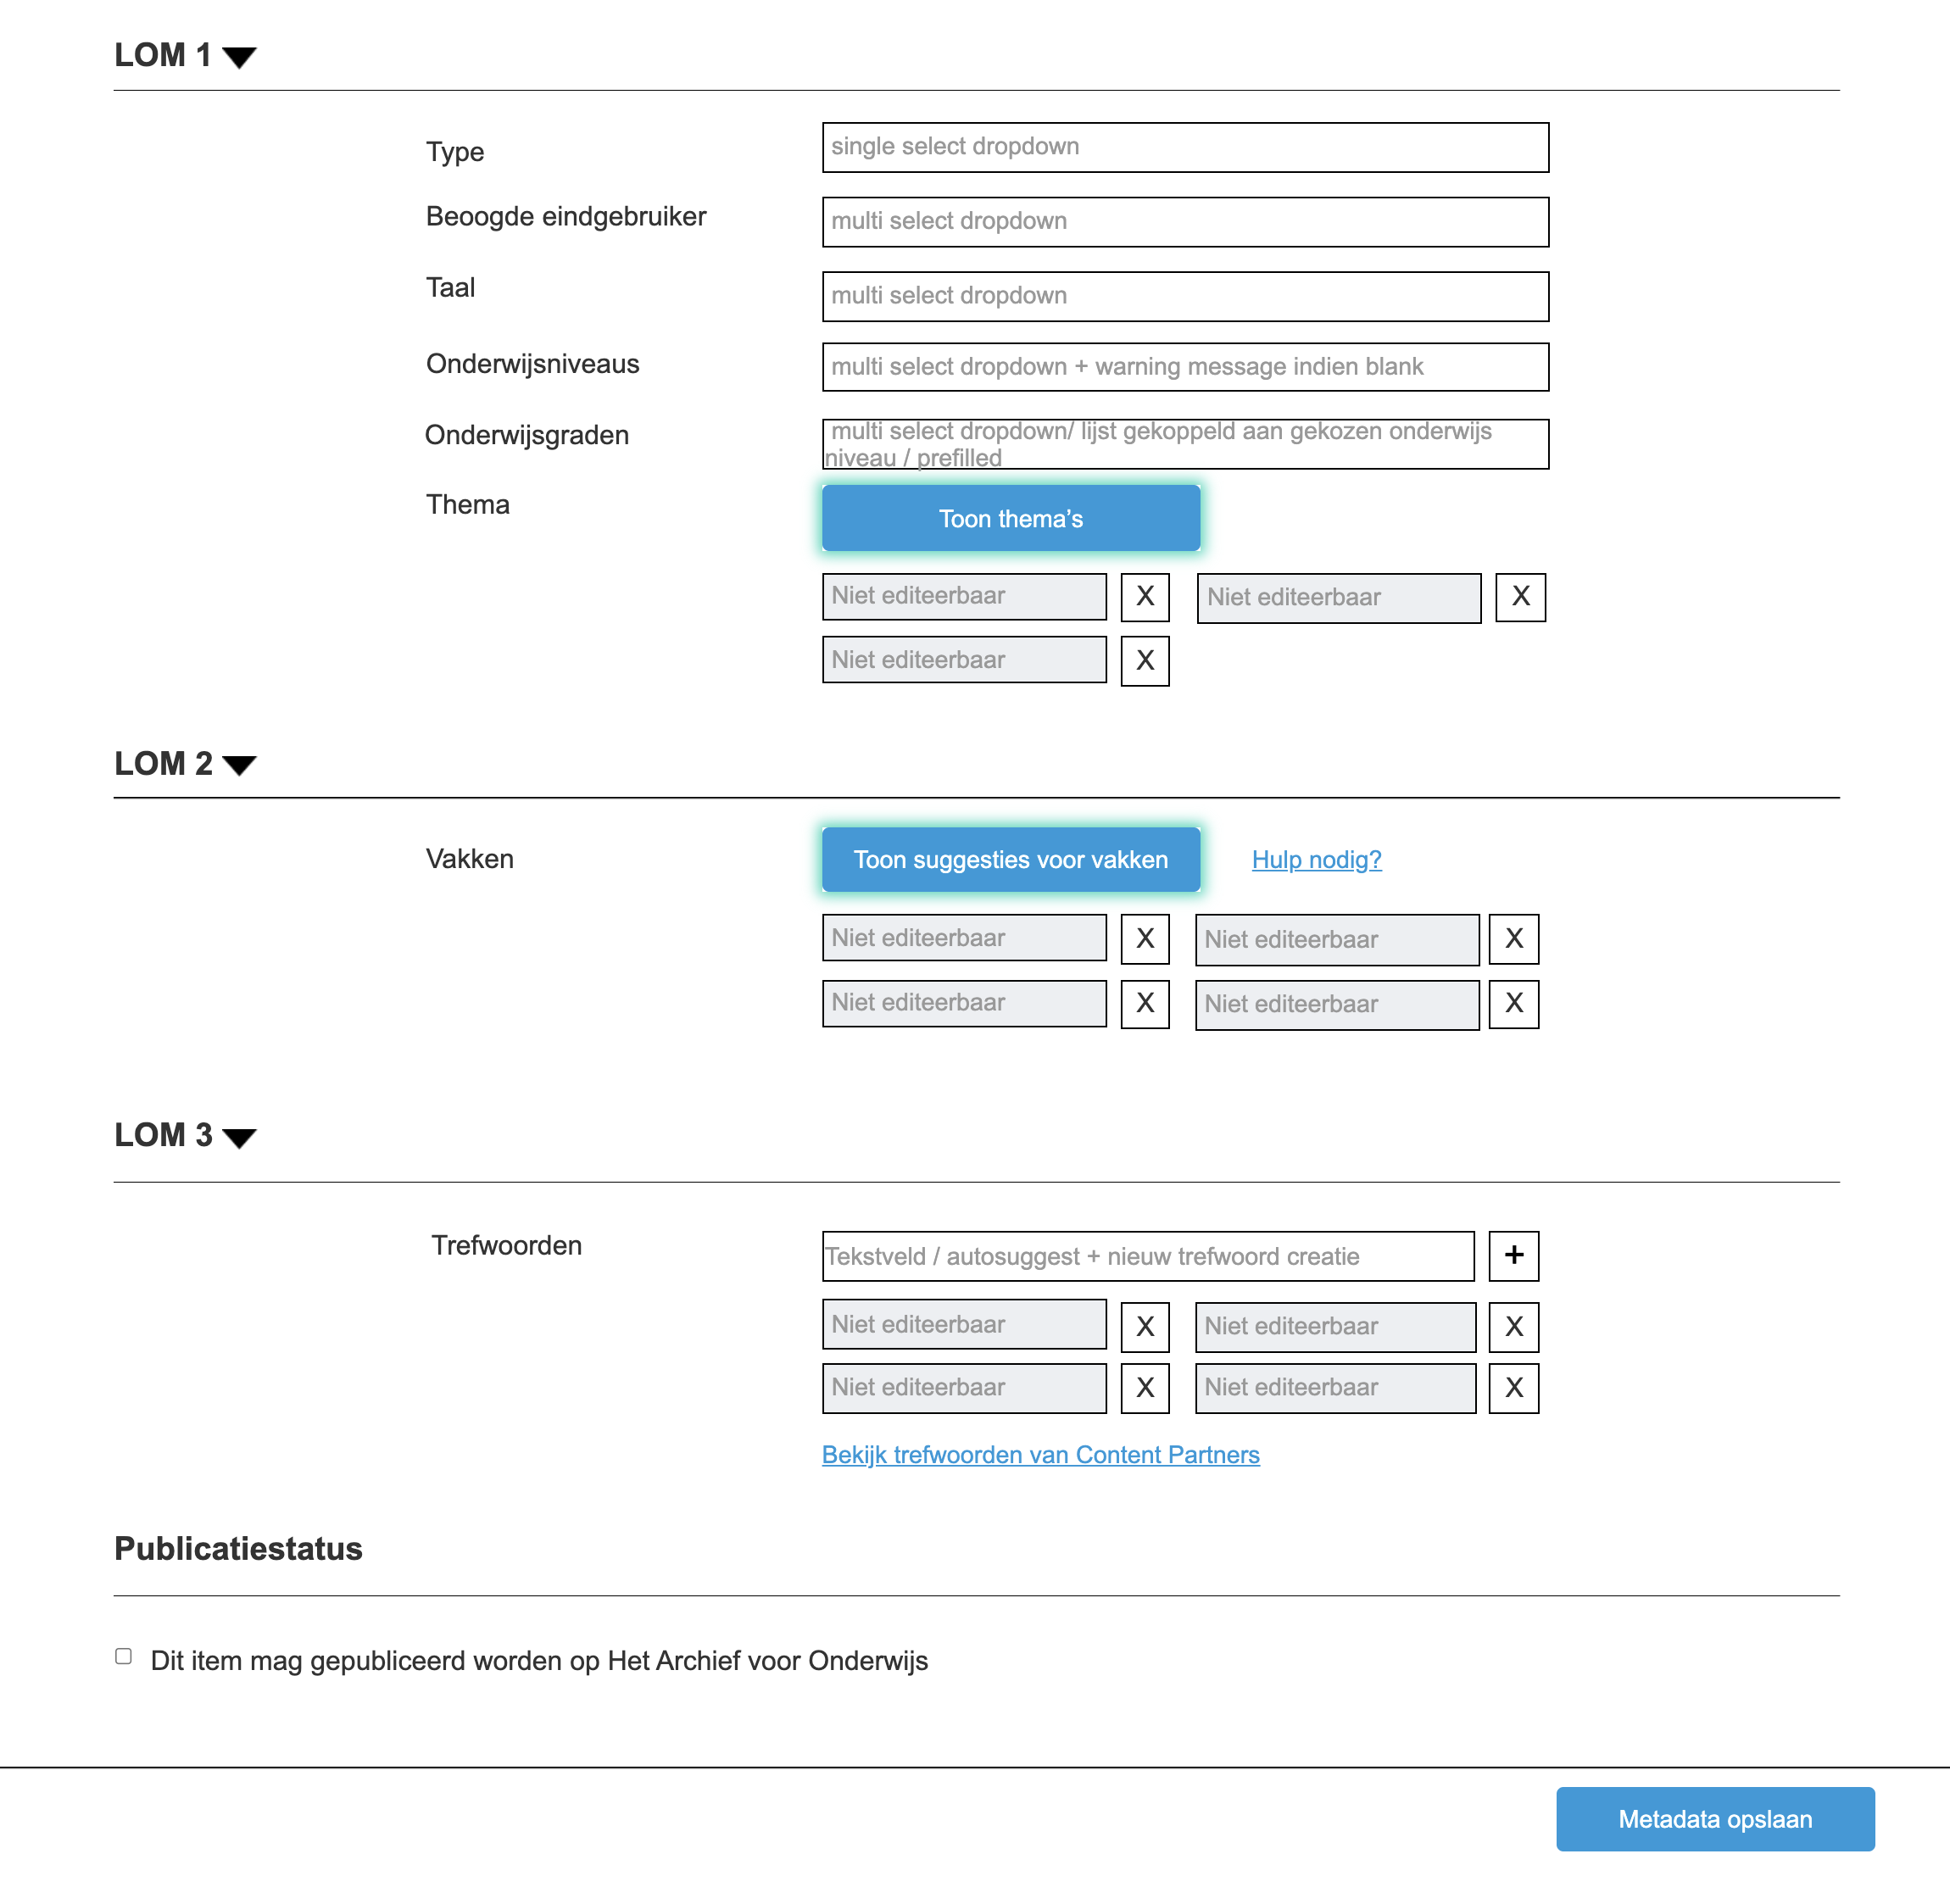 LOM 1
Type
single select dropdown
Beoogde eindgebruiker
multi select dropdown
Taal
multi select dropdown
Onderwijsniveaus
multi select dropdown + warning message indien blank
Onderwijsgraden
multi select dropdown/ lijst gekoppeld aan gekozen onderwijs
niveau / prefilled
Thema
Toon thema’s
Niet editeerbaar X Niet editeerbaar X
Niet editeerbaar X
LOM 2
Vakken
Toon suggesties voor vakken
Hulp nodig?
Niet editeerbaar X Niet editeerbaar X
Niet editeerbaar X Niet editeerbaar X
LOM 3
Trefwoorden
Tekstveld / autosuggest + nieuw trefwoord creatie +
Niet editeerbaar X Niet editeerbaar X
Niet editeerbaar X Niet editeerbaar X
Bekijk trefwoorden van Content Partners
Publicatiestatus
Dit item mag gepubliceerd worden op Het Archief voor Onderwijs
Metadata opslaan